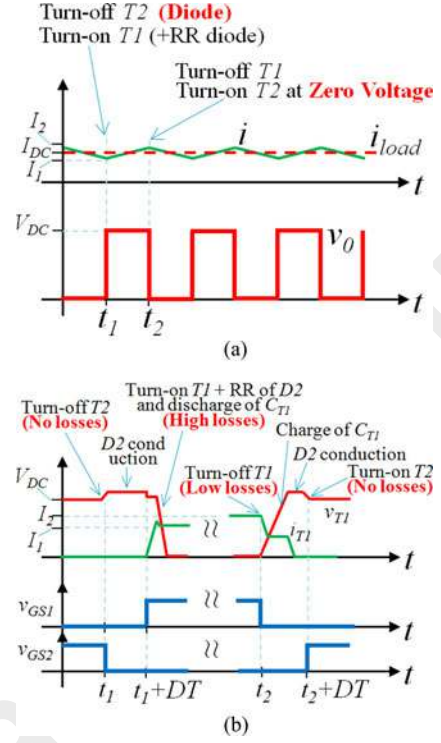 Turn-off T2 (Diode)
Turn-on T1 (+RR diode)
Turn-off T1
Turn-on T2 at Zero Voltage
I2
IDC
I1
i
iload
t
VDC
v0
t1
t2
t
(a)
Turn-on T1 + RR of D2
and discharge of CT1
(High losses)
Turn-off T2
(No losses)
D2 cond
uction
Charge of CT1
D2 conduction
Turn-off T1
(Low losses)
Turn-on T2
(No losses)
VDC
I2
I1
vT1
iT1
t
vGS1
vGS2
t1
t1+DT
t2
t2+DT
t
(b)